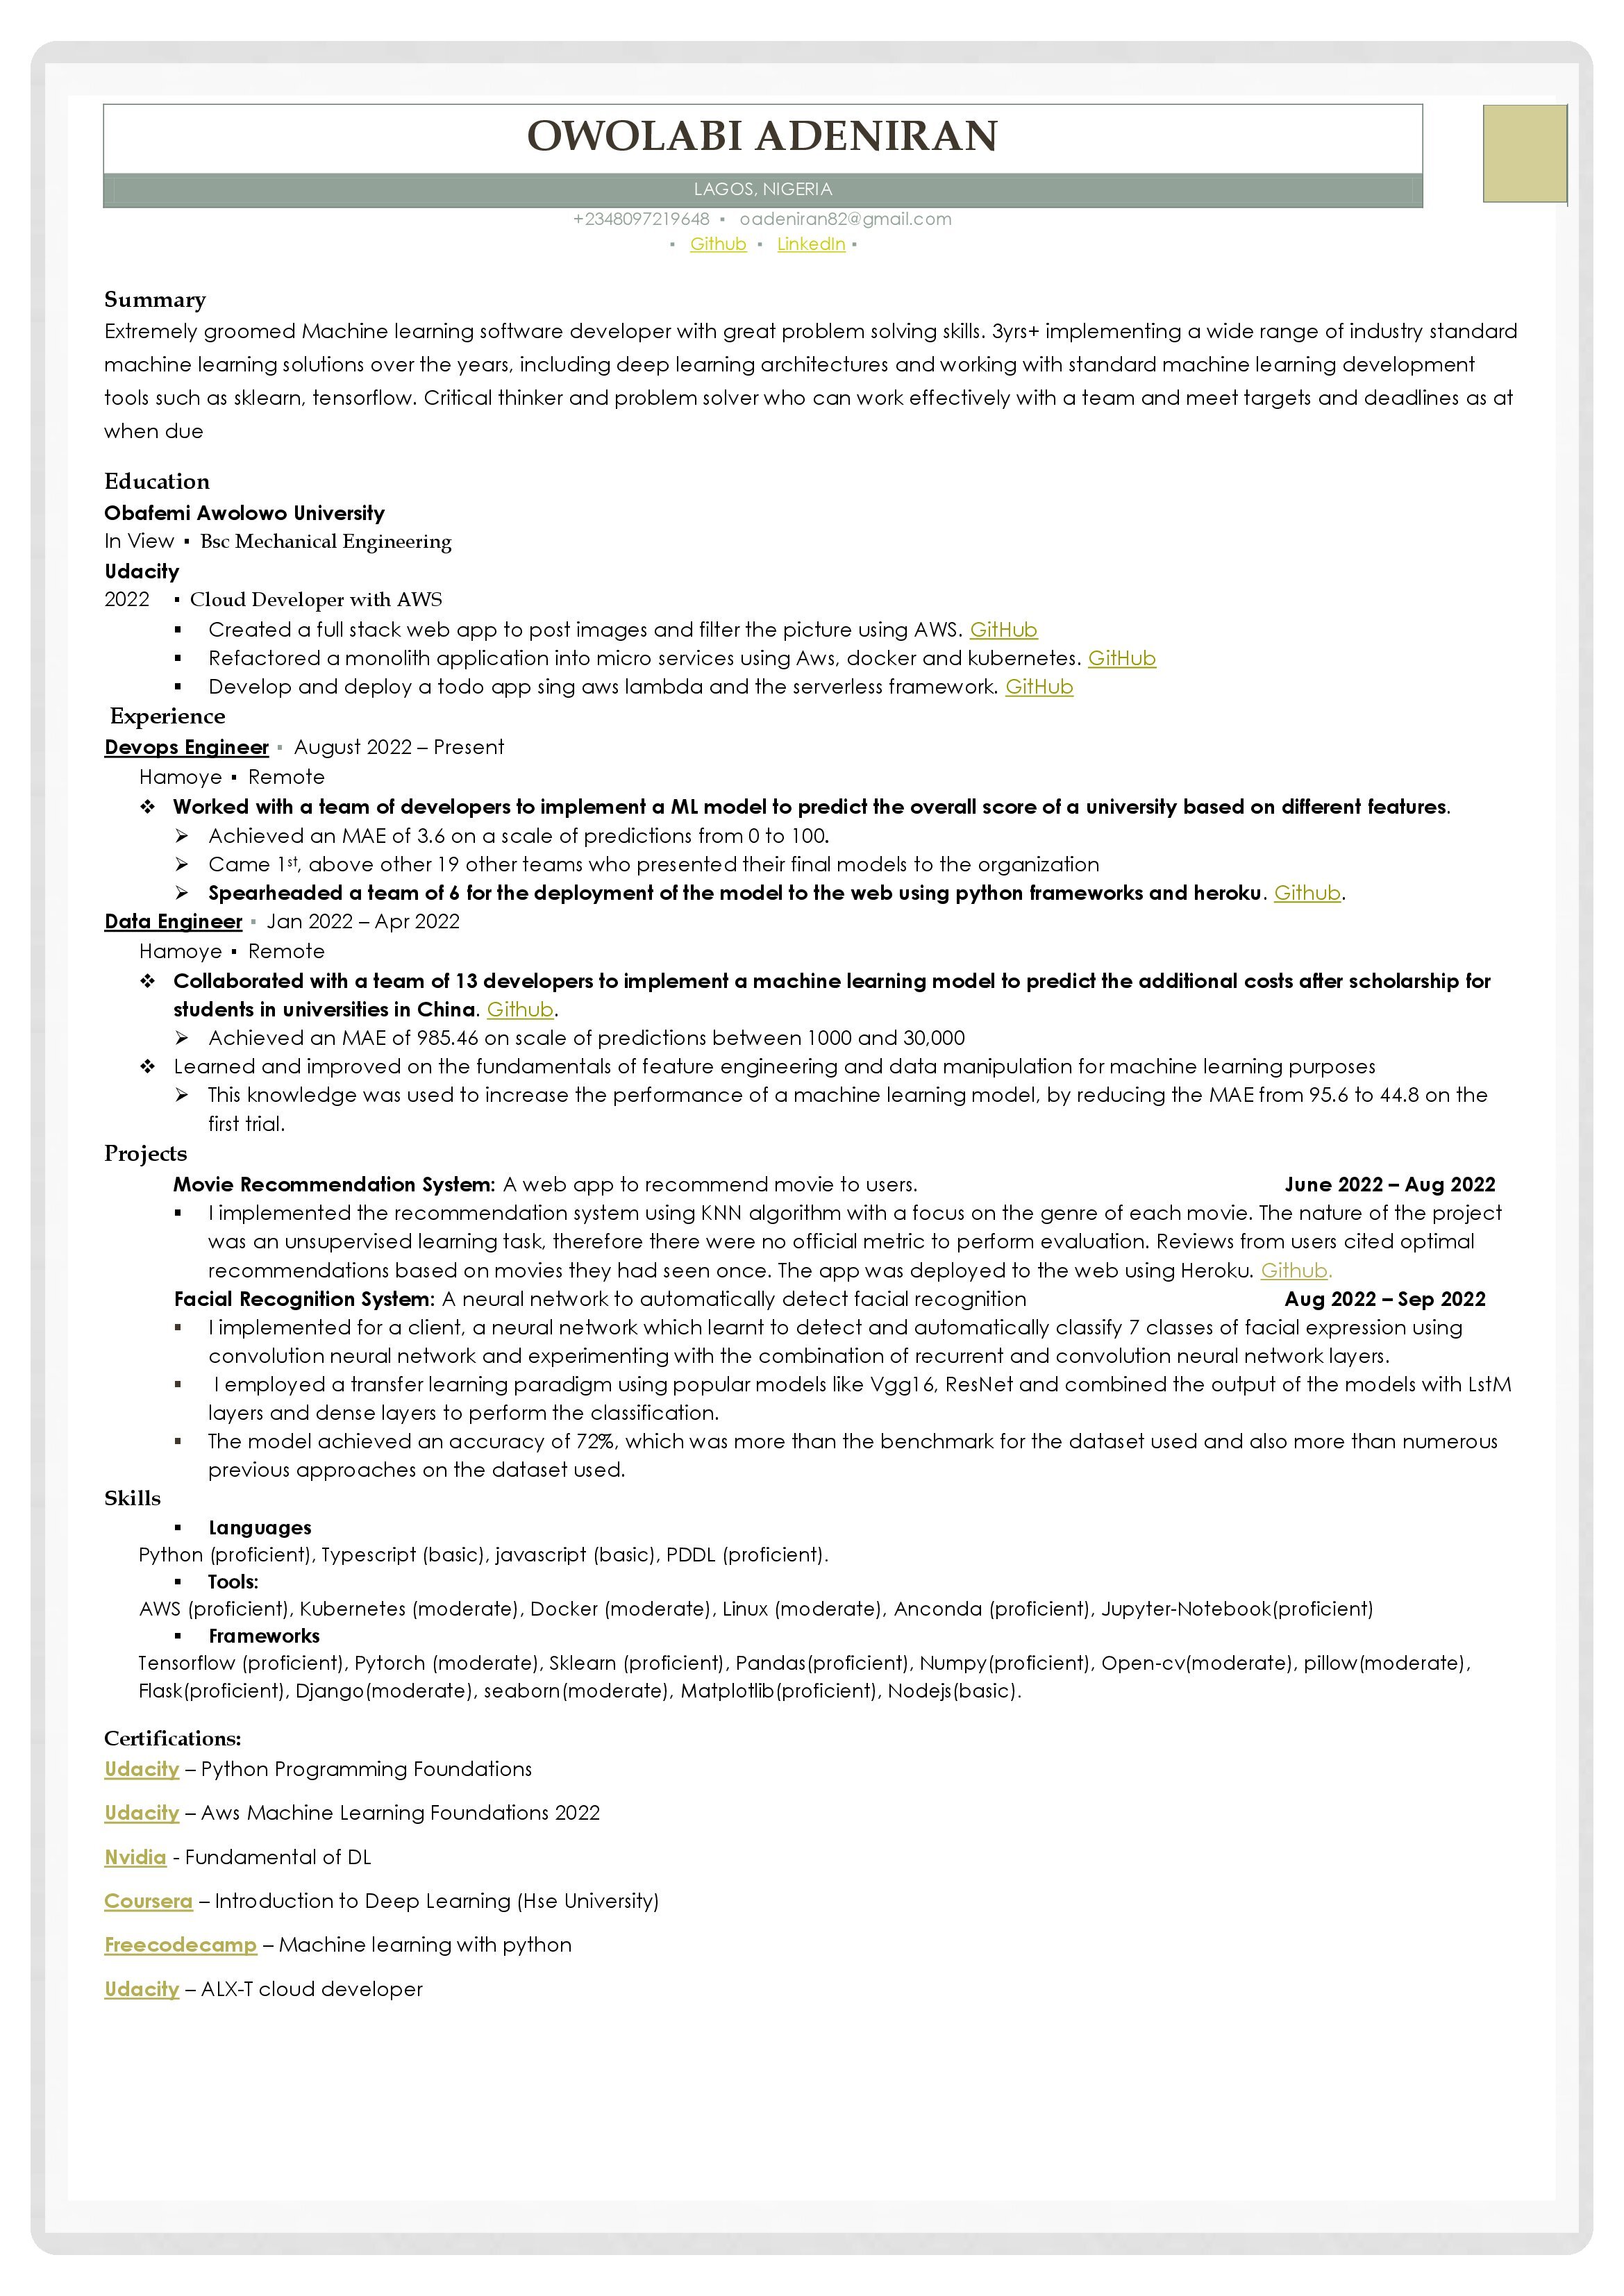 OWOLABI ADENIRAN
LAGOS, NIGERIA
+2348097219648 ▪ oadeniran82@gmail.com
▪ Github ▪ LinkedIn ▪
Summary
Extremely groomed Machine learning software developer with great problem solving skills. 3yrs+ implementing a wide range of industry standard
machine learning solutions over the years, including deep learning architectures and working with standard machine learning development
tools such as sklearn, tensorflow. Critical thinker and problem solver who can work effectively with a team and meet targets and deadlines as at
when due
Education
Obafemi Awolowo University
In View ▪ Bsc Mechanical Engineering
Udacity
2022 ▪ Cloud Developer with AWS
▪ Created a full stack web app to post images and filter the picture using AWS. GitHub
▪ Refactored a monolith application into micro services using Aws, docker and kubernetes. GitHub
▪ Develop and deploy a todo app sing aws lambda and the serverless framework. GitHub
Experience
Devops Engineer ▪ August 2022 – Present
Hamoye ▪ Remote
❖ Worked with a team of developers to implement a ML model to predict the overall score of a university based on different features.
➢ Achieved an MAE of 3.6 on a scale of predictions from 0 to 100.
➢ Came 1st, above other 19 other teams who presented their final models to the organization
➢ Spearheaded a team of 6 for the deployment of the model to the web using python frameworks and heroku. Github.
Data Engineer ▪ Jan 2022 – Apr 2022
Hamoye ▪ Remote
❖ Collaborated with a team of 13 developers to implement a machine learning model to predict the additional costs after scholarship for
students in universities in China. Github.
➢ Achieved an MAE of 985.46 on scale of predictions between 1000 and 30,000
❖ Learned and improved on the fundamentals of feature engineering and data manipulation for machine learning purposes
➢ This knowledge was used to increase the performance of a machine learning model, by reducing the MAE from 95.6 to 44.8 on the
first trial.
Projects
Movie Recommendation System: A web app to recommend movie to users. June 2022 – Aug 2022
▪ I implemented the recommendation system using KNN algorithm with a focus on the genre of each movie. The nature of the project
was an unsupervised learning task, therefore there were no official metric to perform evaluation. Reviews from users cited optimal
recommendations based on movies they had seen once. The app was deployed to the web using Heroku. Github.
Facial Recognition System: A neural network to automatically detect facial recognition Aug 2022 – Sep 2022
▪ I implemented for a client, a neural network which learnt to detect and automatically classify 7 classes of facial expression using
convolution neural network and experimenting with the combination of recurrent and convolution neural network layers.
▪ I employed a transfer learning paradigm using popular models like Vgg16, ResNet and combined the output of the models with LstM
layers and dense layers to perform the classification.
▪ The model achieved an accuracy of 72%, which was more than the benchmark for the dataset used and also more than numerous
previous approaches on the dataset used.
Skills
▪ Languages
Python (proficient), Typescript (basic), javascript (basic), PDDL (proficient).
▪ Tools:
AWS (proficient), Kubernetes (moderate), Docker (moderate), Linux (moderate), Anconda (proficient), Jupyter-Notebook(proficient)
▪ Frameworks
Tensorflow (proficient), Pytorch (moderate), Sklearn (proficient), Pandas(proficient), Numpy(proficient), Open-cv(moderate), pillow(moderate),
Flask(proficient), Django(moderate), seaborn(moderate), Matplotlib(proficient), Nodejs(basic).
Certifications:
Udacity – Python Programming Foundations
Udacity – Aws Machine Learning Foundations 2022
Nvidia - Fundamental of DL
Coursera – Introduction to Deep Learning (Hse University)
Freecodecamp – Machine learning with python
Udacity – ALX-T cloud developer